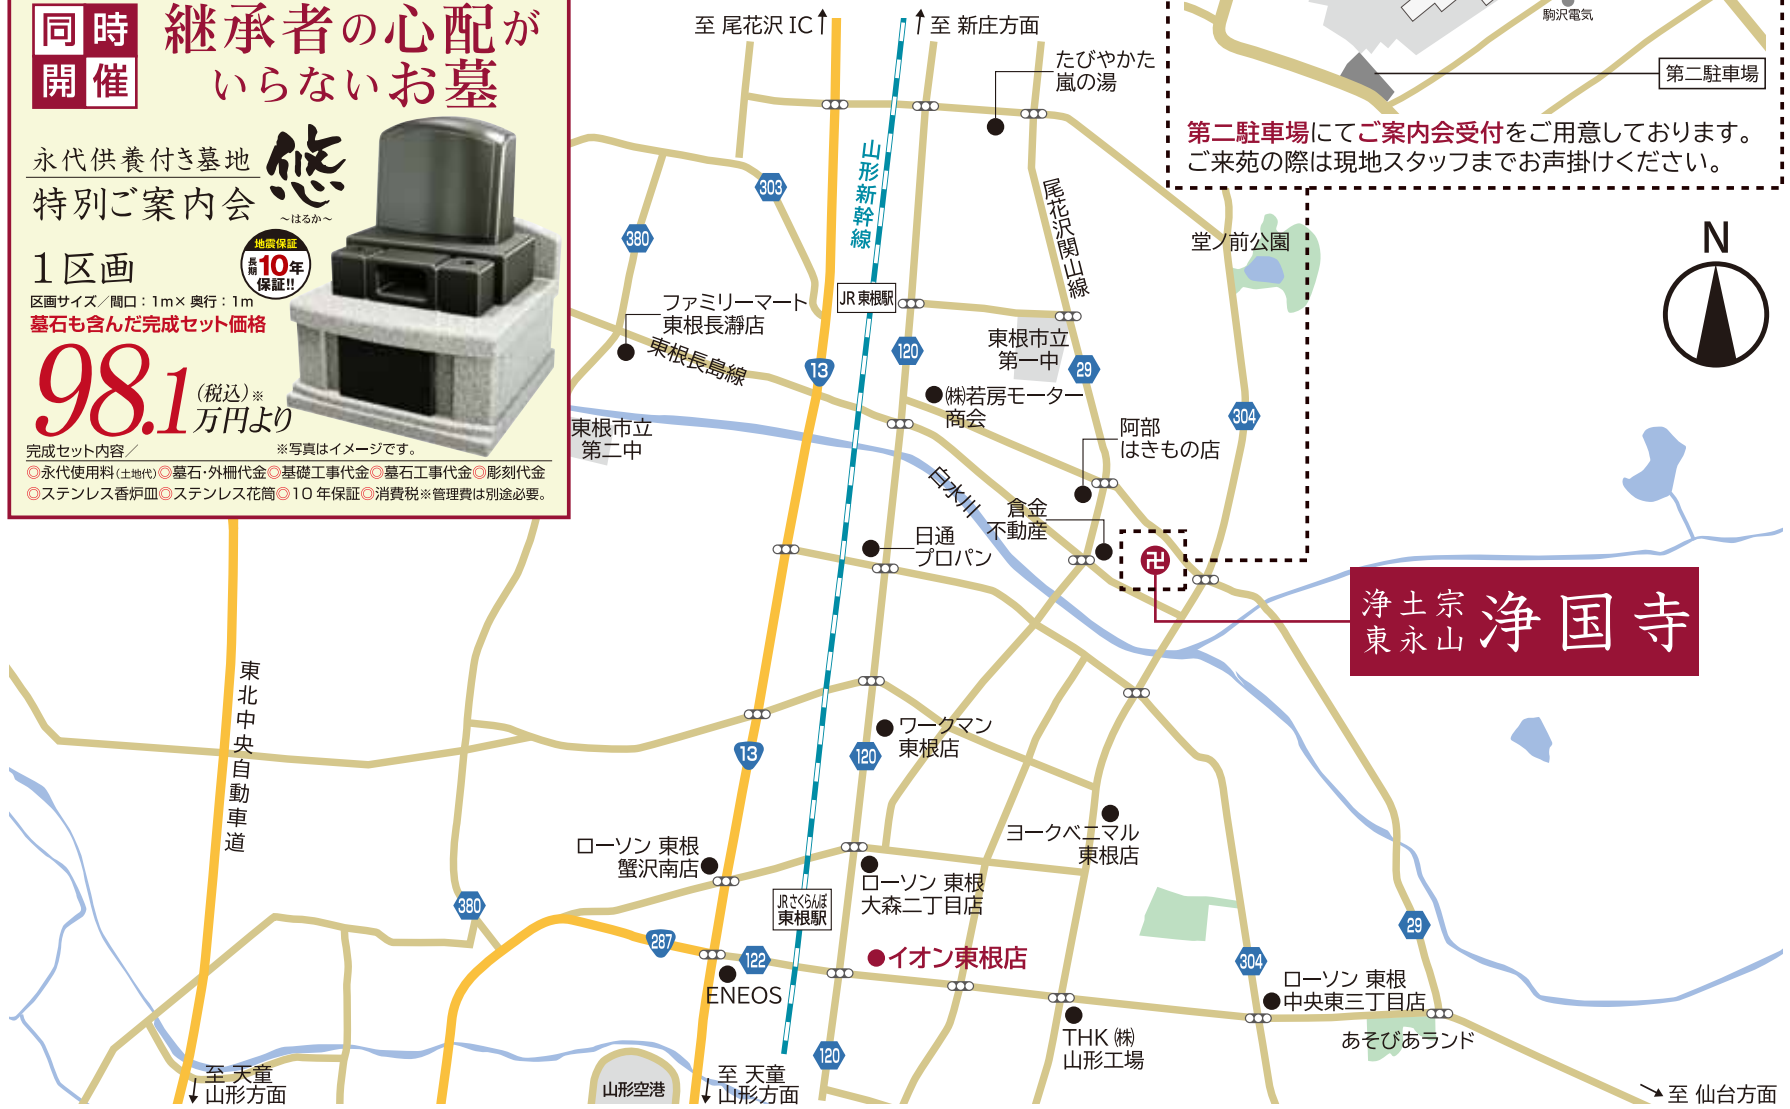 同時
開催
継承者の心配が
いらないお墓
永代供養付き墓地
特別ご案内会
悠
～はるか～
1区画
地震保証
長期10年
保証!!
区画サイズ／間口：1m× 奥行：1m
墓石も含んだ完成セット価格
98.1万円より
(税込)※
完成セット内容／
※写真はイメージです。
◎永代使用料(土地代)◎墓石・外柵代金◎基礎工事代金◎墓石工事代金◎彫刻代金
◎ステンレス香炉皿◎ステンレス花筒◎10年保証◎消費税※管理費は別途必要。
至 尾花沢 IC
至 新庄方面
たびやかた
嵐の湯
駒沢電気
第二駐車場
第二駐車場にてご案内会受付をご用意しております。
ご来苑の際は現地スタッフまでお声掛けください。
N
山形新幹線
尾花沢関山線
堂ノ前公園
303
380
ファミリーマート
東根長瀞店
東根長島線
JR 東根駅
東根市立
第一中
13
120
29
304
㈱若房モーター
商会
東根市立
第二中
阿部
はきもの店
白水川
倉金
不動産
日通
プロパン
卍
浄土宗
東永山
浄国寺
東北中央自動車道
ワークマン
東根店
13
120
ヨークベニマル
東根店
ローソン 東根
蟹沢南店
ローソン 東根
大森二丁目店
JR さくらんぼ
東根駅
380
287
122
イオン東根店
ENEOS
29
304
ローソン 東根
中央東三丁目店
あそびあランド
THK ㈱
山形工場
120
至 天童
山形方面
山形空港
至 天童
山形方面
至 仙台方面